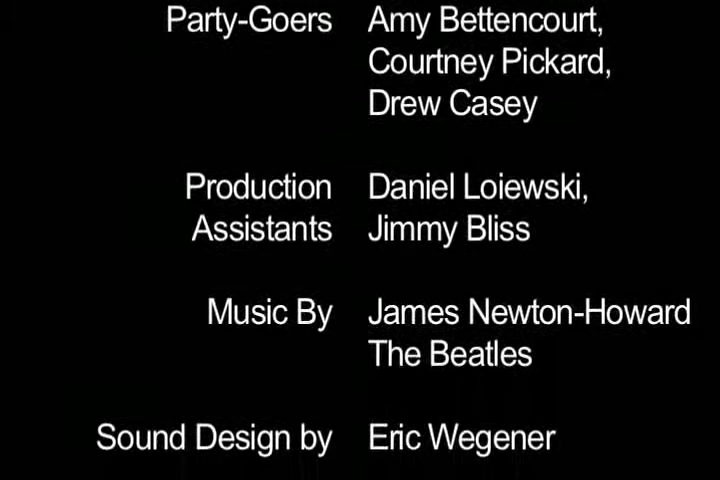 Party-Goers Amy Bettencourt,
Courtney Pickard,
Drew Casey
Production Daniel Loiewski,
Assistants Jimmy Bliss
Music By James Newton-Howard
The Beatles
Sound Design by Eric Wegener